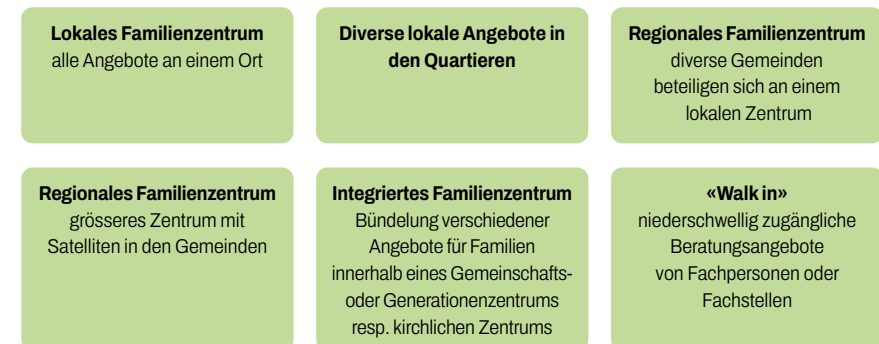 Lokales Familienzentrum
alle Angebote an einem Ort
Diverse lokale Angebote in
den Quartieren
Regionales Familienzentrum
diverse Gemeinden
beteiligen sich an einem
lokalen Zentrum
Regionales Familienzentrum
grösseres Zentrum mit
Satelliten in den Gemeinden
Integriertes Familienzentrum
Bündelung verschiedener
Angebote für Familien
innerhalb eines Gemeinschafts-
oder Generationenzentrums
resp. kirchlichen Zentrums
«Walk in»
niederschwellig zugängliche
Beratungsangebote
von Fachpersonen oder
Fachstellen